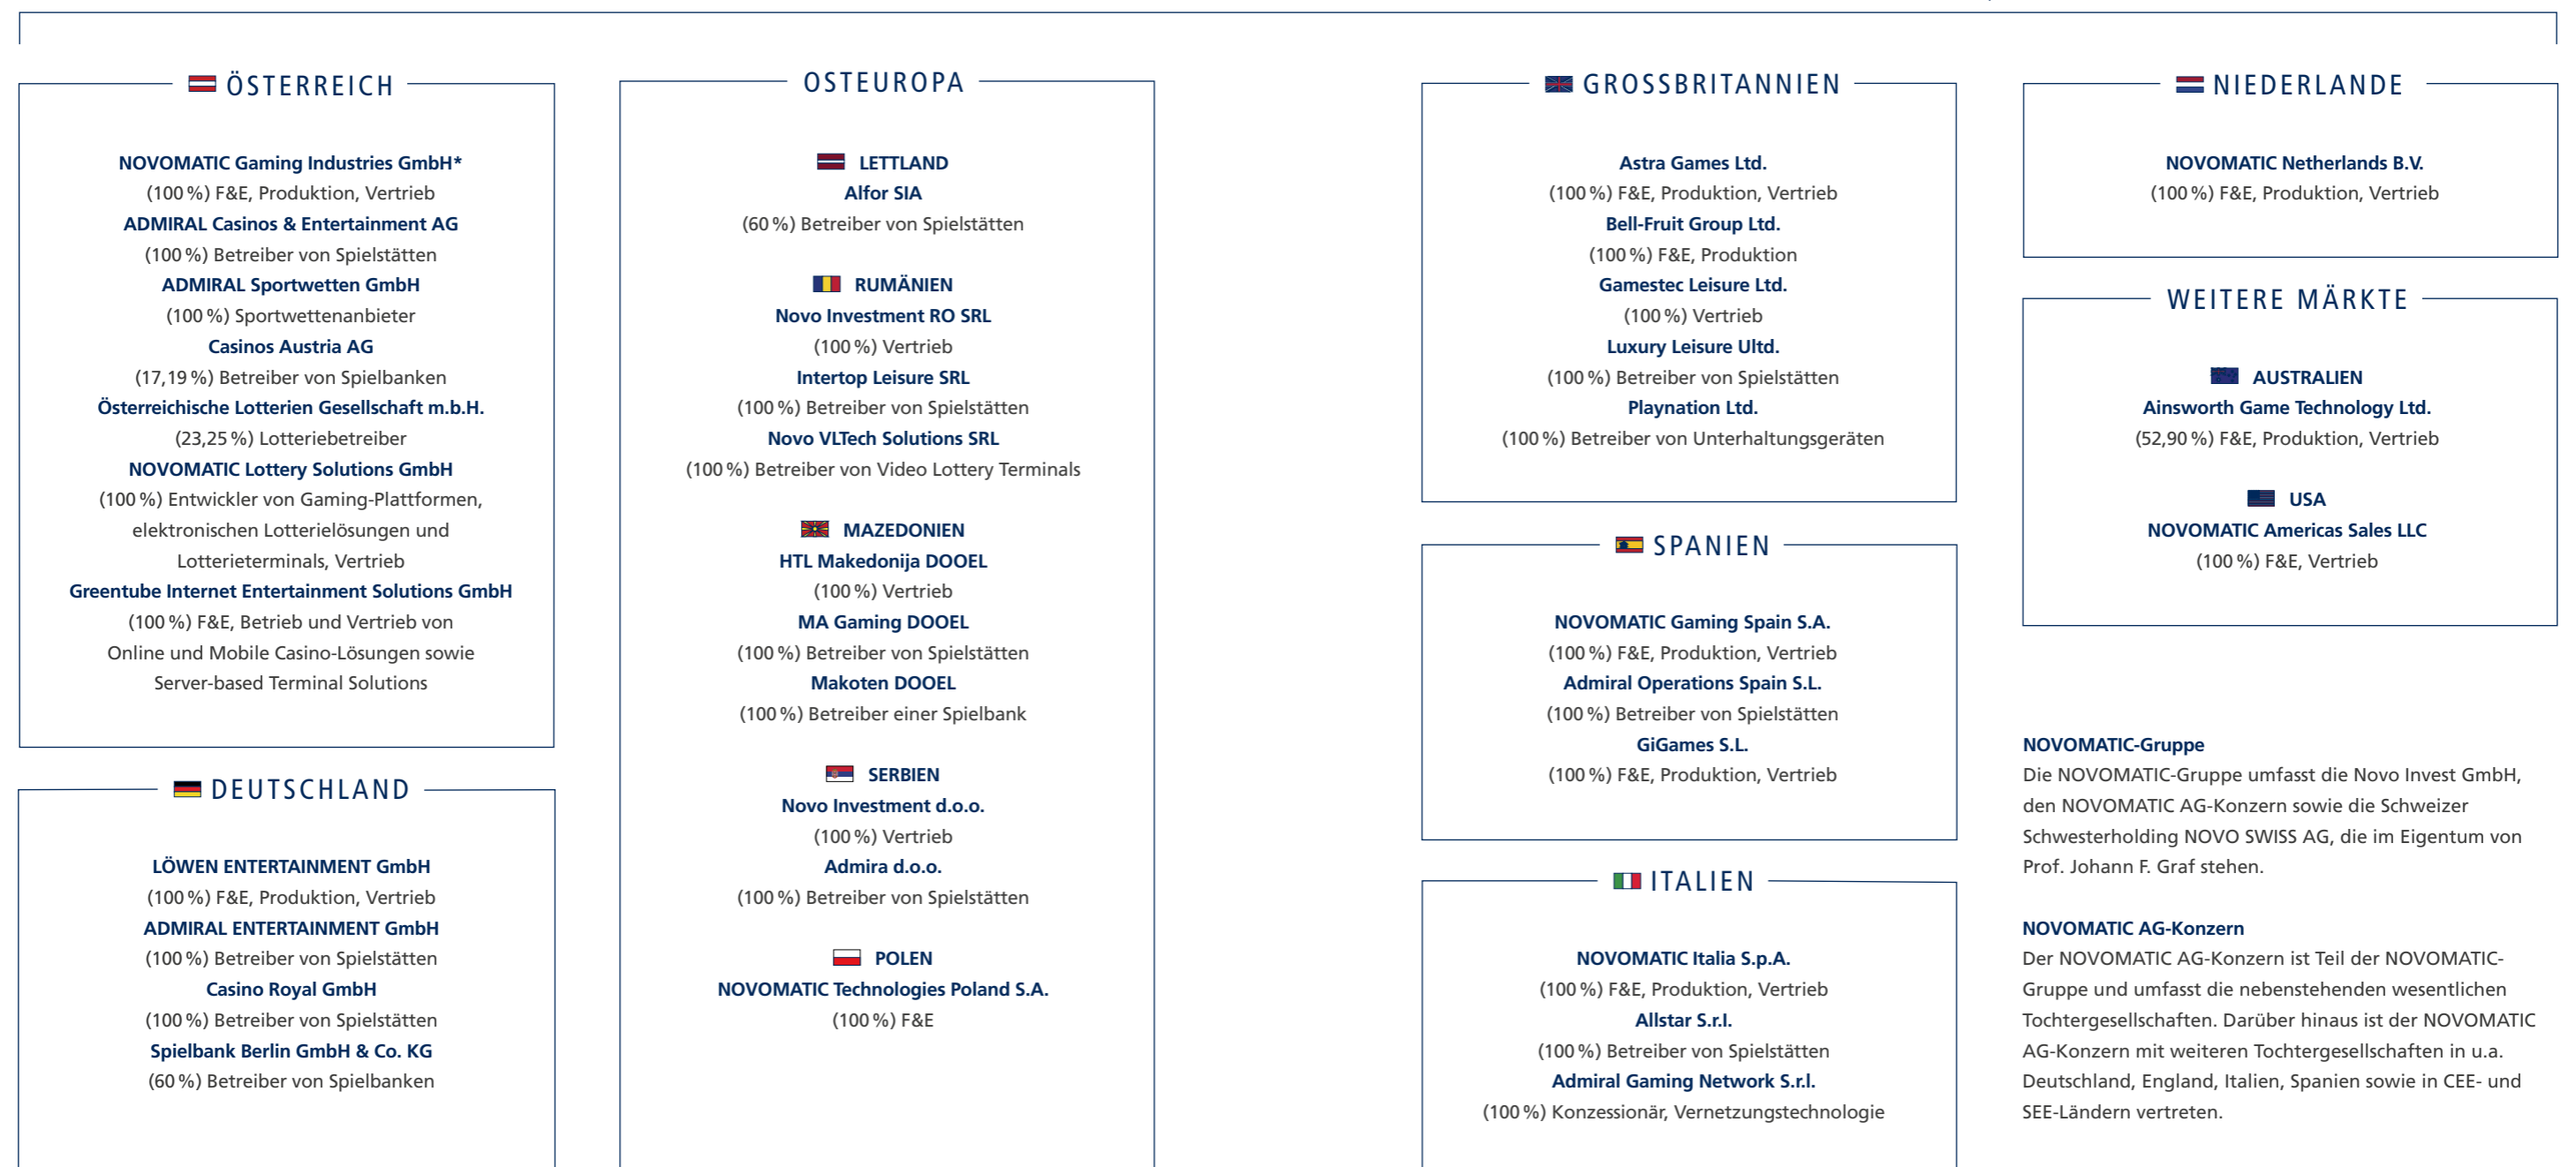 ÖSTERREICH
NOVOMATIC Gaming Industries GmbH*
(100 %) F&E, Produktion, Vertrieb
ADMIRAL Casinos & Entertainment AG
(100 %) Betreiber von Spielstätten
ADMIRAL Sportwetten GmbH
(100 %) Sportwettenanbieter
Casinos Austria AG
(17,19 %) Betreiber von Spielbanken
Österreichische Lotterien Gesellschaft m.b.H.
(23,25 %) Lotteriebetreiber
NOVOMATIC Lottery Solutions GmbH
(100 %) Entwickler von Gaming-Plattformen,
elektronischen Lotterielösungen und
Lotterieterminals, Vertrieb
Greentube Internet Entertainment Solutions GmbH
(100 %) F&E, Betrieb und Vertrieb von
Online und Mobile Casino-Lösungen sowie
Server-based Terminal Solutions
DEUTSCHLAND
LÖWEN ENTERTAINMENT GmbH
(100 %) F&E, Produktion, Vertrieb
ADMIRAL ENTERTAINMENT GmbH
(100 %) Betreiber von Spielstätten
Casino Royal GmbH
(100 %) Betreiber von Spielstätten
Spielbank Berlin GmbH & Co. KG
(60 %) Betreiber von Spielbanken
OSTEUROPA
LETTLAND
Alfor SIA
(60 %) Betreiber von Spielstätten
RUMÄNIEN
Novo Investment RO SRL
(100 %) Vertrieb
Intertop Leisure SRL
(100 %) Betreiber von Spielstätten
Novo VLTech Solutions SRL
(100 %) Betreiber von Video Lottery Terminals
MAZEDONIEN
HTL Makedonija DOOEL
(100 %) Vertrieb
MA Gaming DOOEL
(100 %) Betreiber von Spielstätten
Makoten DOOEL
(100 %) Betreiber einer Spielbank
SERBIEN
Novo Investment d.o.o.
(100 %) Vertrieb
Admira d.o.o.
(100 %) Betreiber von Spielstätten
POLEN
NOVOMATIC Technologies Poland S.A.
(100 %) F&E
GROSSBRITANNIEN
Astra Games Ltd.
(100 %) F&E, Produktion, Vertrieb
Bell-Fruit Group Ltd.
(100 %) F&E, Produktion
Gamestec Leisure Ltd.
(100 %) Vertrieb
Luxury Leisure Ultd.
(100 %) Betreiber von Spielstätten
Playnation Ltd.
(100 %) Betreiber von Unterhaltungsgeräten
SPANIEN
NOVOMATIC Gaming Spain S.A.
(100 %) F&E, Produktion, Vertrieb
Admiral Operations Spain S.L.
(100 %) Betreiber von Spielstätten
GiGames S.L.
(100 %) F&E, Produktion, Vertrieb
ITALIEN
NOVOMATIC Italia S.p.A.
(100 %) F&E, Produktion, Vertrieb
Allstar S.r.I.
(100 %) Betreiber von Spielstätten
Admiral Gaming Network S.r.l.
(100 %) Konzessionär, Vernetzungstechnologie
NIEDERLANDE
NOVOMATIC Netherlands B.V.
(100 %) F&E, Produktion, Vertrieb
WEITERE MÄRKTE
AUSTRALIEN
Ainsworth Game Technology Ltd.
(52,90 %) F&E, Produktion, Vertrieb
USA
NOVOMATIC Americas Sales LLC
(100 %) F&E, Vertrieb
NOVOMATIC-Gruppe
Die NOVOMATIC-Gruppe umfasst die Novo Invest GmbH,
den NOVOMATIC AG-Konzern sowie die Schweizer
Schwesterholding NOVO SWISS AG, die im Eigentum von
Prof. Johann F. Graf stehen.
NOVOMATIC AG-Konzern
Der NOVOMATIC AG-Konzern ist Teil der NOVOMATIC-
Gruppe und umfasst die nebenstehenden wesentlichen
Tochtergesellschaften. Darüber hinaus ist der NOVOMATIC
AG-Konzern mit weiteren Tochtergesellschaften in u.a.
Deutschland, England, Italien, Spanien sowie in CEE- und
SEE-Ländern vertreten.